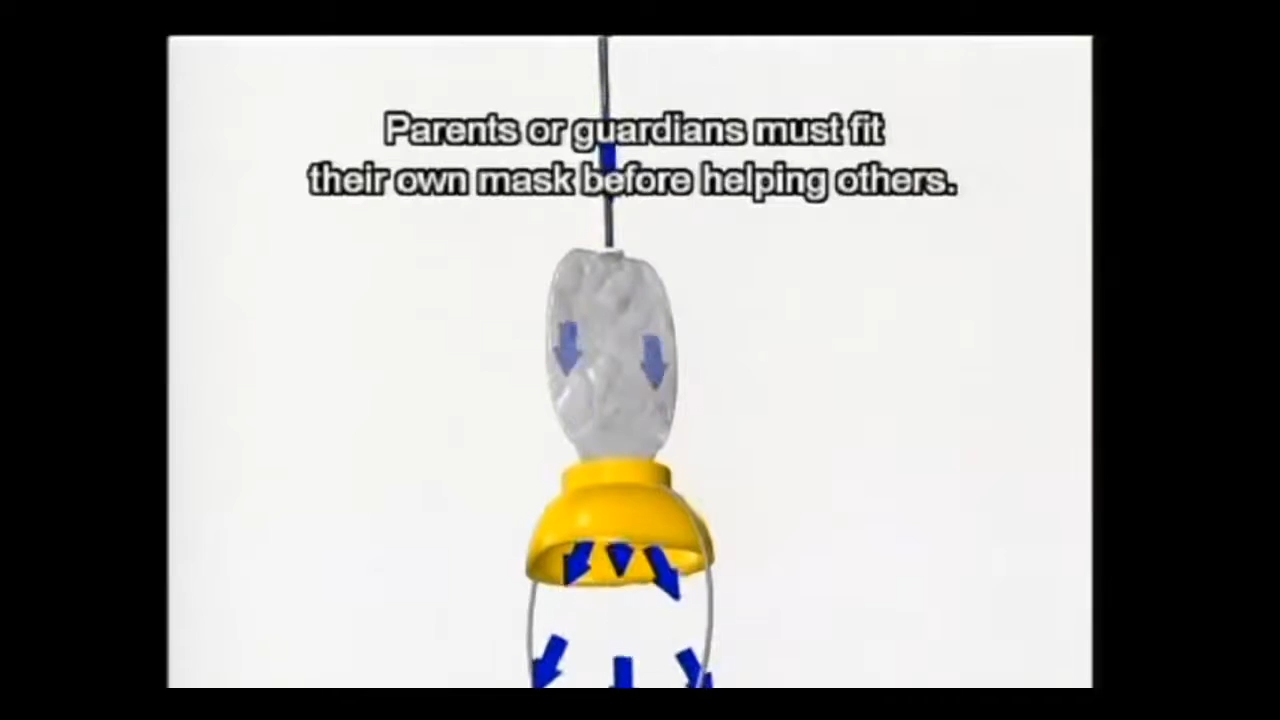 Parents or guardians must fit
their own mask before helping others.